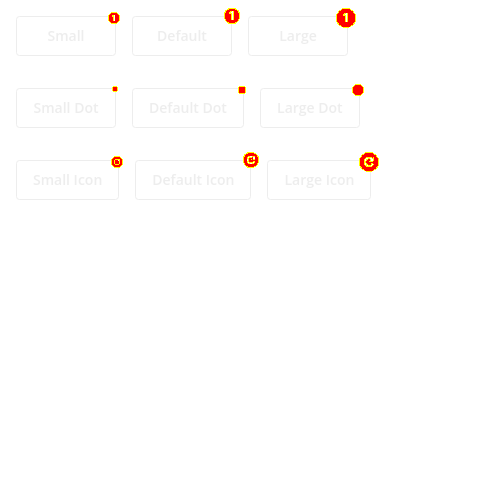 Small 1 Default 1 Large 1
Small Dot Default Dot Large Dot
Small Icon Default Icon Large Icon